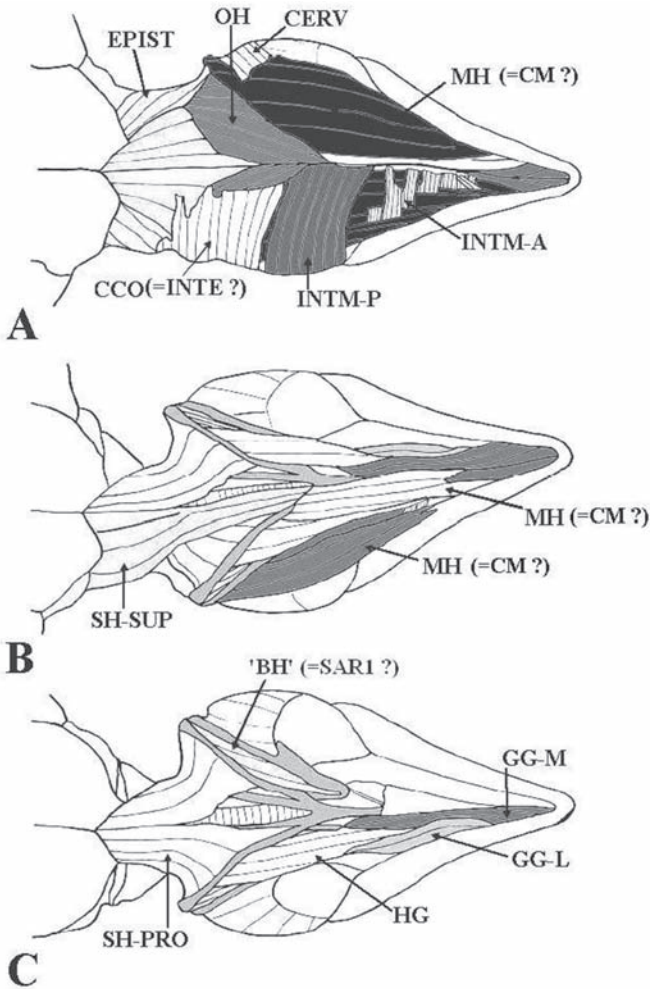 OH
CERV
EPIST
MH (=CM ?)
INTM-A
CCO(=INTE ?)
INTM-P
A
MH (=CM ?)
MH (=CM ?)
SH-SUP
B
'BH' (=SAR1 ?)
GG-M
GG-L
HG
SH-PRO
C